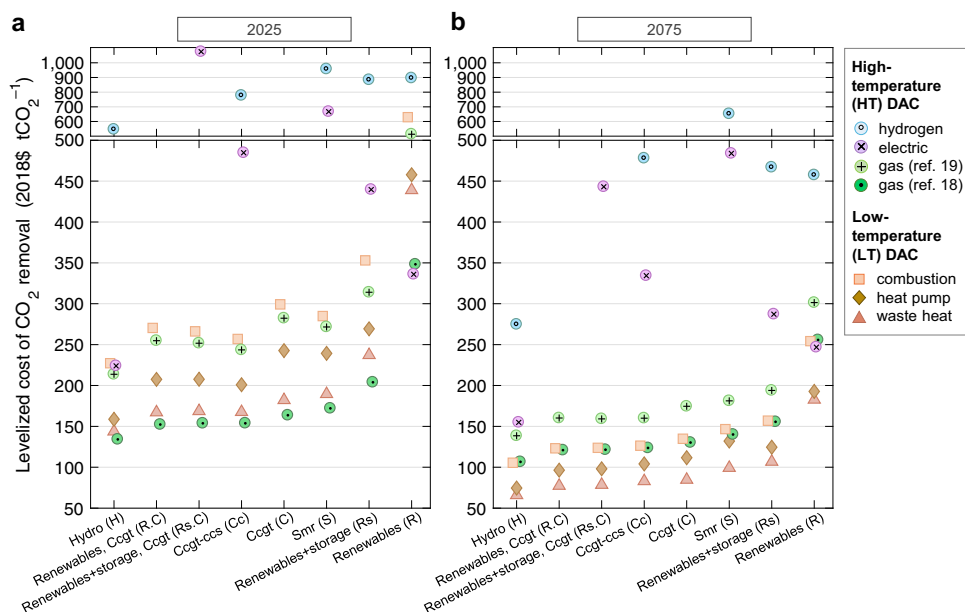 a
2025
b
2075
Levelized cost of CO2 removal (2018$ tCO2−1)
1,000
900
800
700
600
500
500
450
400
350
300
250
200
150
100
50
Hydro (H)
Renewables, Ccgt (R.C)
Renewables+storage, Ccgt (Rs.C)
Ccgt-ccs (Cc)
Ccgt (C)
Smr (S)
Renewables+storage (Rs)
Renewables (R)
1,000
900
800
700
600
500
500
450
400
350
300
250
200
150
100
50
Hydro (H)
Renewables, Ccgt (R.C)
Renewables+storage, Ccgt (Rs.C)
Ccgt-ccs (Cc)
Ccgt (C)
Smr (S)
Renewables+storage (Rs)
Renewables (R)
High-
temperature
(HT) DAC
hydrogen
electric
gas (ref. 19)
gas (ref. 18)
Low-
temperature
(LT) DAC
combustion
heat pump
waste heat